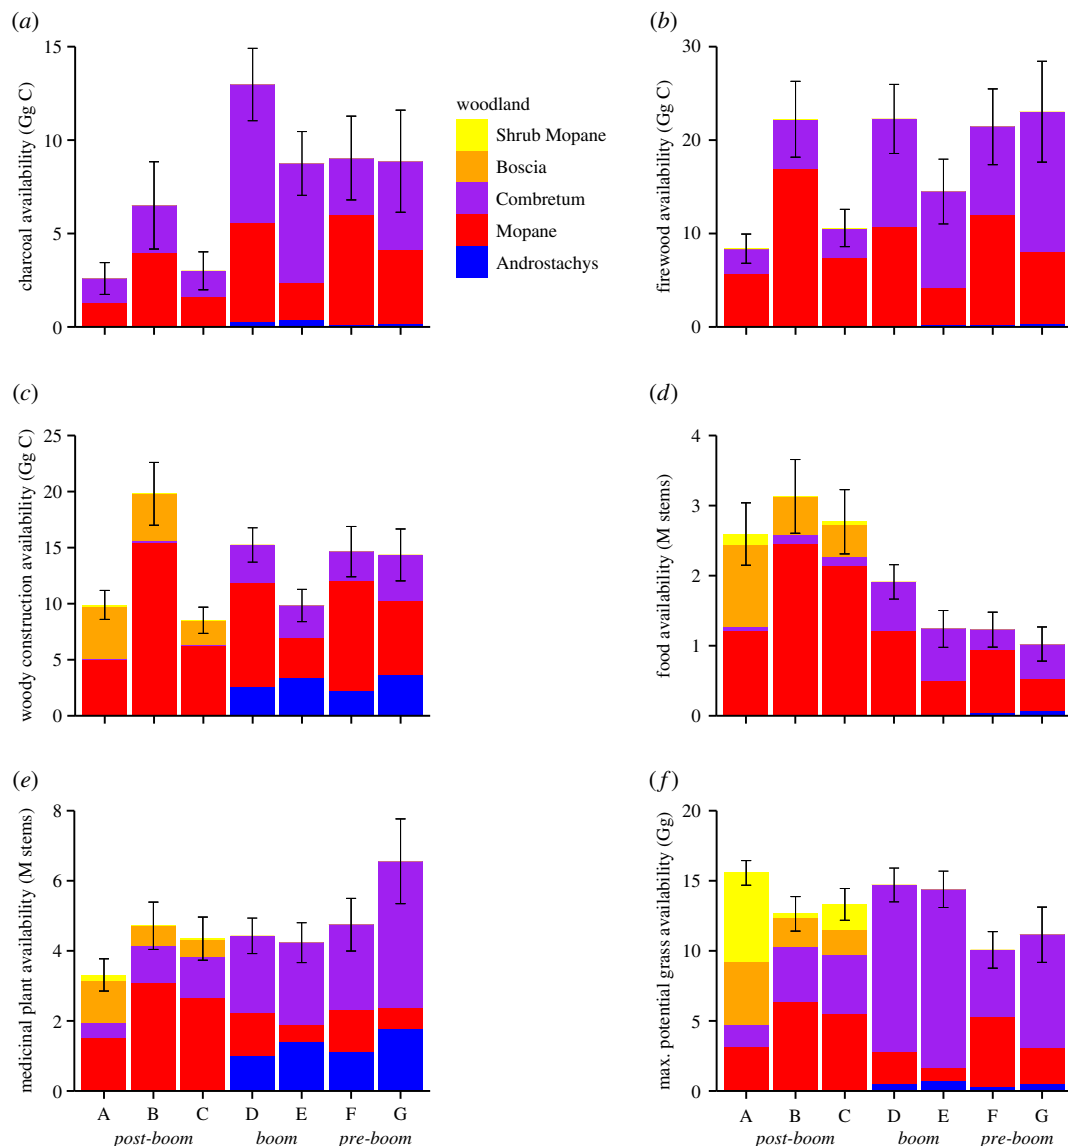 (a)
charcoal availability (Gg C)
15
10
5
0
woodland
Shrub Mopane
Boscia
Combretum
Mopane
Androstachys
(b)
firewood availability (Gg C)
30
20
10
0
(c)
woody construction availability (Gg C)
25
20
15
10
5
0
(d)
food availability (M stems)
4
3
2
1
0
(e)
medicinal plant availability (M stems)
8
6
4
2
0
A B C D E F G
post-boom boom pre-boom
(f)
max. potential grass availability (Gg)
20
15
10
5
0
A B C D E F G
post-boom boom pre-boom